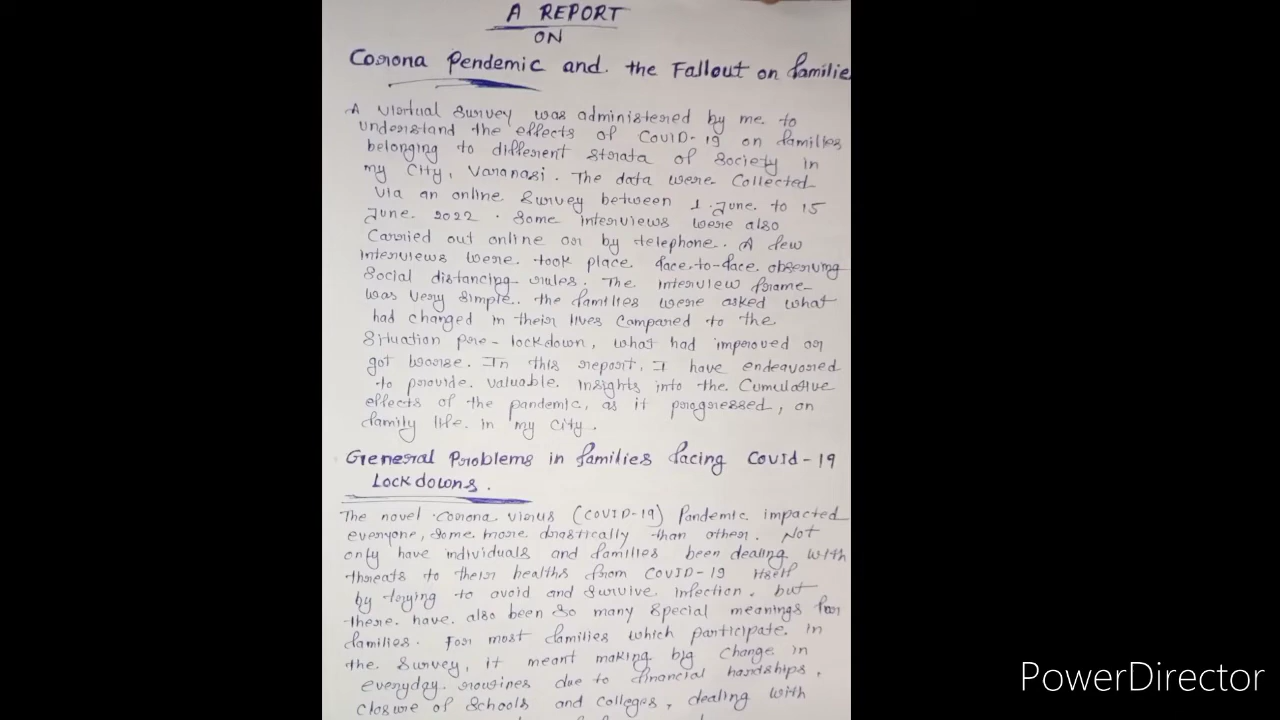 A REPORT
ON
Corona Pendemic and the Fallout on familie
A virtual Survey was administered by me to
understand the effects of COVID-19 on families
belonging to different strata of society in
my City, Varanasi. The data were Collected
via an online Survey between 1 June to 15
June 2022. Some interviews were also
Carried out online or by telephone. A few
interviews were took place face-to-face observing
Social distancing rules. The interview frame
was very simple. the families were asked what
had changed in their lives Compared to the
Situation pre-lockdown, what had improved or
got worse. In this report, I have endeavored
to provide valuable insights into the Cumulative
effects of the pandemic, as it progressed, on
family life in my City.
General Problems in families facing Covid-19
Lockdowns.
The novel Corona virus (COVID-19) Pandemic impacted
everyone, some more drastically than other. Not
only have individuals and families been dealing with
threats to their healths from COVID-19 itself
by trying to avoid and survive infection, but
there have also been so many special meanings for
families. For most families which participate in
the Survey, it meant making big change in
everyday rowines due to financial hardships,
closure of Schools and colleges, dealing with
PowerDirector